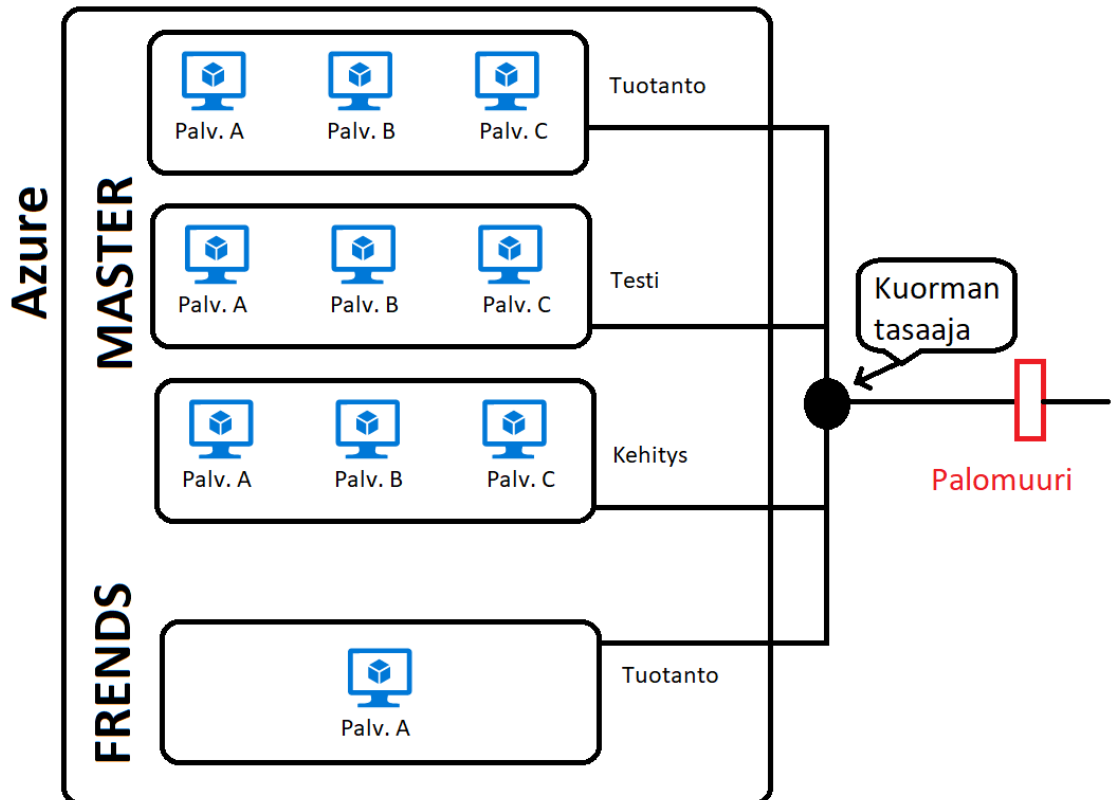 Azure
MASTER
Palv. A
Palv. B
Palv. C
Tuotanto
Palv. A
Palv. B
Palv. C
Testi
Palv. A
Palv. B
Palv. C
Kehitys
Kuorman
tasaaja
Palomuuri
FRENDS
Palv. A
Tuotanto